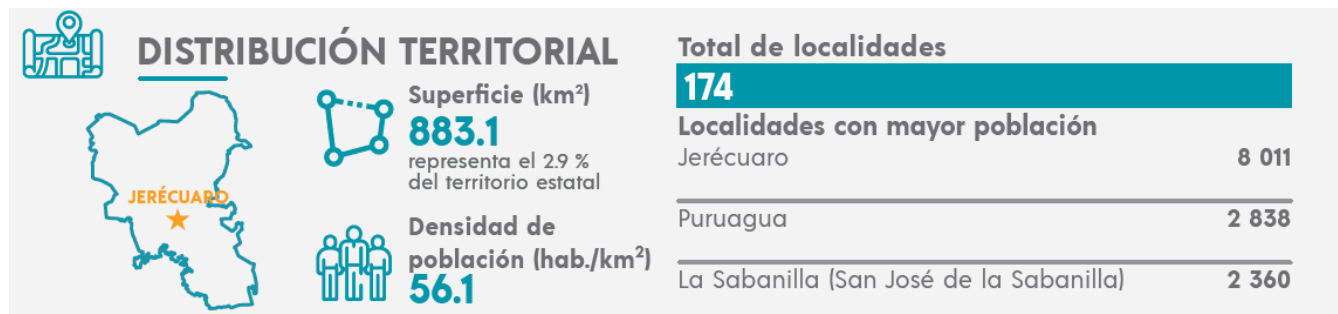 DISTRIBUCIÓN TERRITORIAL
JERÉCUARO
Superficie (km²)
883.1
representa el 2.9 %
del territorio estatal
Densidad de
población (hab./km²)
56.1
Total de localidades
174
Localidades con mayor población
Jerécuaro 8 011
Puruagua 2 838
La Sabanilla (San José de la Sabanilla) 2 360